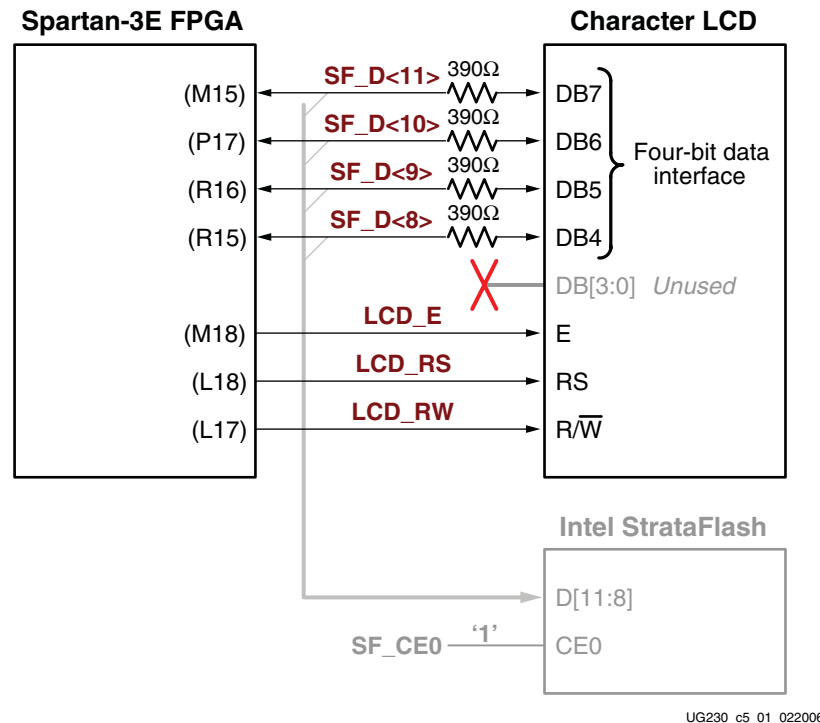 Spartan-3E FPGA
Character LCD
(M15) SF_D<11> 390Ω DB7
(P17) SF_D<10> 390Ω DB6
(R16) SF_D<9> 390Ω DB5
(R15) SF_D<8> 390Ω DB4
Four-bit data
interface
DB[3:0] Unused
(M18) LCD_E E
(L18) LCD_RS RS
(L17) LCD_RW R/W̅
Intel StrataFlash
D[11:8]
SF_CE0 ‘1’ CE0
UG230_c5_01_022006